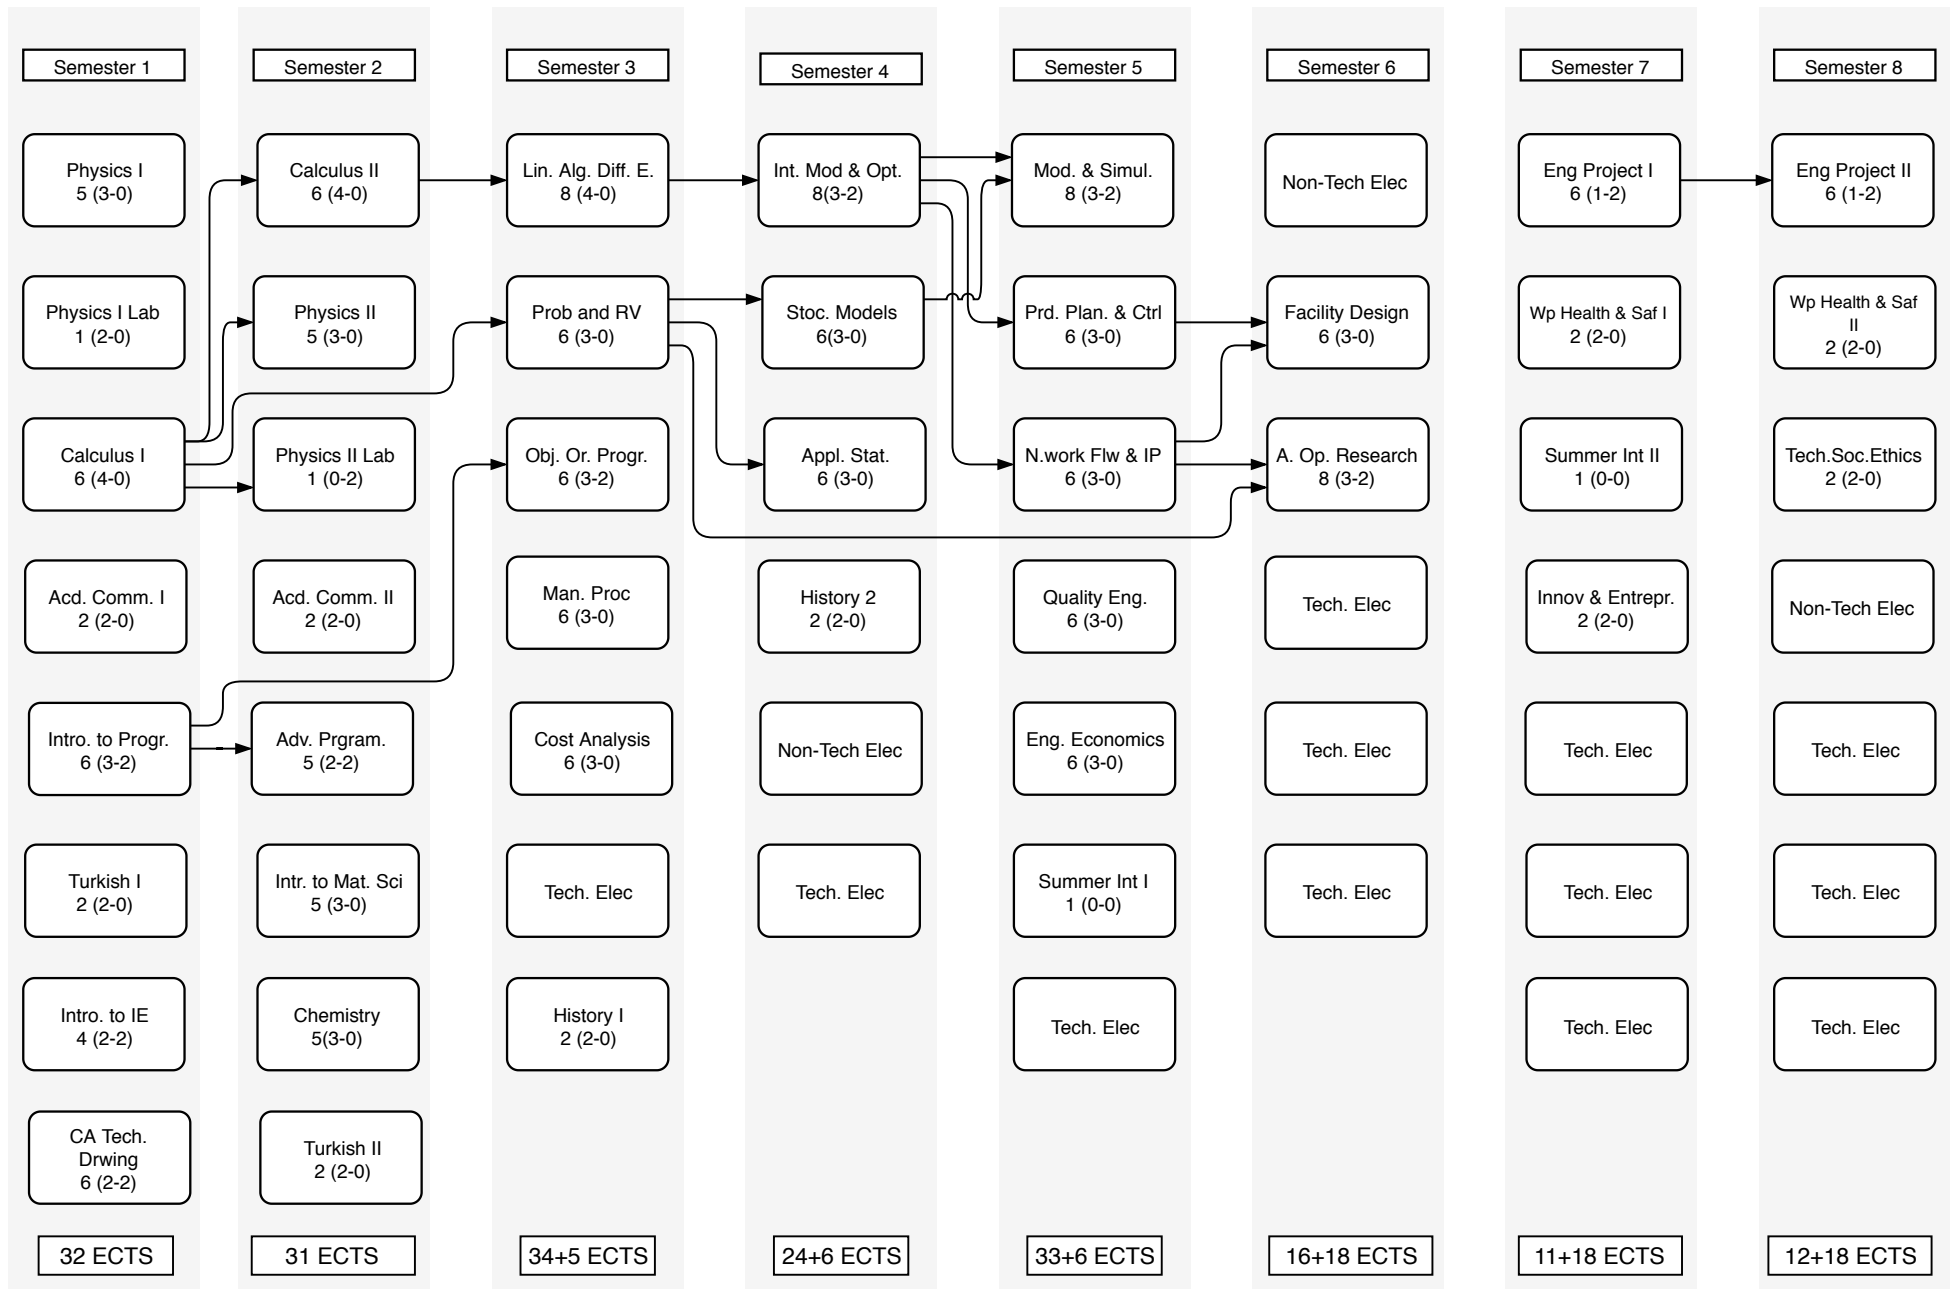 Semester 1
Physics I
5 (3-0)
Physics I Lab
1 (2-0)
Calculus I
6 (4-0)
Acd. Comm. I
2 (2-0)
Intro. to Progr.
6 (3-2)
Turkish I
2 (2-0)
Intro. to IE
4 (2-2)
CA Tech.
Drwing
6 (2-2)
32 ECTS
Semester 2
Calculus II
6 (4-0)
Physics II
5 (3-0)
Physics II Lab
1 (0-2)
Acd. Comm. II
2 (2-0)
Adv. Prgram.
5 (2-2)
Intr. to Mat. Sci
5 (3-0)
Chemistry
5(3-0)
Turkish II
2 (2-0)
31 ECTS
Semester 3
Lin. Alg. Diff. E.
8 (4-0)
Prob and RV
6 (3-0)
Obj. Or. Progr.
6 (3-2)
Man. Proc
6 (3-0)
Cost Analysis
6 (3-0)
Tech. Elec
History I
2 (2-0)
34+5 ECTS
Semester 4
Int. Mod & Opt.
8(3-2)
Stoc. Models
6(3-0)
Appl. Stat.
6 (3-0)
History 2
2 (2-0)
Non-Tech Elec
Tech. Elec
24+6 ECTS
Semester 5
Mod. & Simul.
8 (3-2)
Prd. Plan. & Ctrl
6 (3-0)
N.work Flw & IP
6 (3-0)
Quality Eng.
6 (3-0)
Eng. Economics
6 (3-0)
Summer Int I
1 (0-0)
Tech. Elec
33+6 ECTS
Semester 6
Non-Tech Elec
Facility Design
6 (3-0)
A. Op. Research
8 (3-2)
Tech. Elec
Tech. Elec
Tech. Elec
16+18 ECTS
Semester 7
Eng Project I
6 (1-2)
Wp Health & Saf I
2 (2-0)
Summer Int II
1 (0-0)
Innov & Entrepr.
2 (2-0)
Tech. Elec
Tech. Elec
Tech. Elec
11+18 ECTS
Semester 8
Eng Project II
6 (1-2)
Wp Health & Saf
II
2 (2-0)
Tech.Soc.Ethics
2 (2-0)
Non-Tech Elec
Tech. Elec
Tech. Elec
Tech. Elec
12+18 ECTS